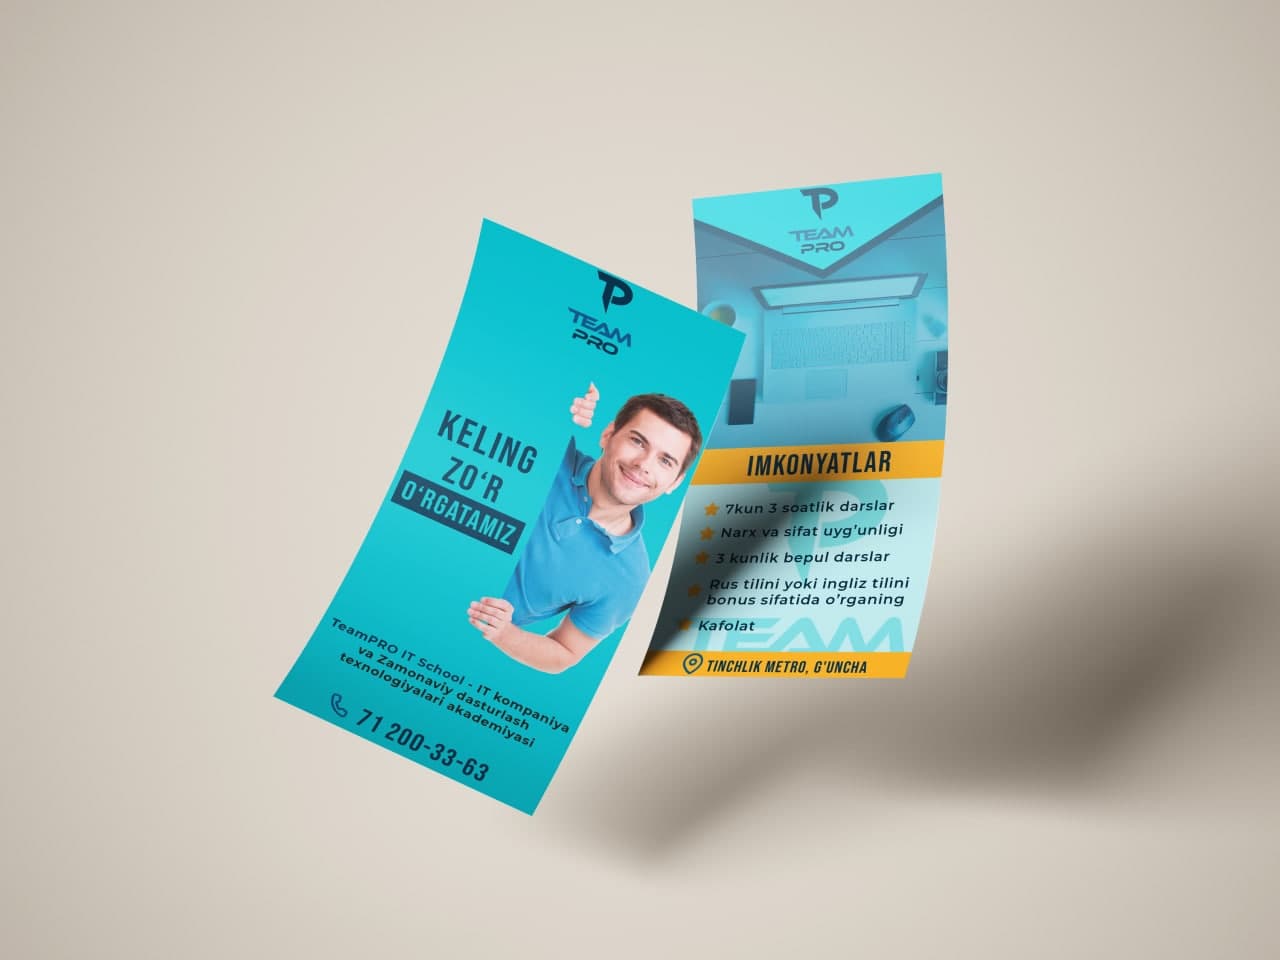 TP
TEAM
PRO
KELING
ZO‘R
O‘RGATAMIZ
TeamPRO IT School - IT kompaniya
va Zamonaviy dasturlash
texnologiyalari akademiyasi
71 200-33-63
TP
TEAM
PRO
IMKONYATLAR
7kun 3 soatlik darslar
Narx va sifat uyg’unligi
3 kunlik bepul darslar
Rus tilini yoki ingliz tilini
bonus sifatida o’rganing
Kafolat
TEAM
TINCHLIK METRO, G’UNCHA